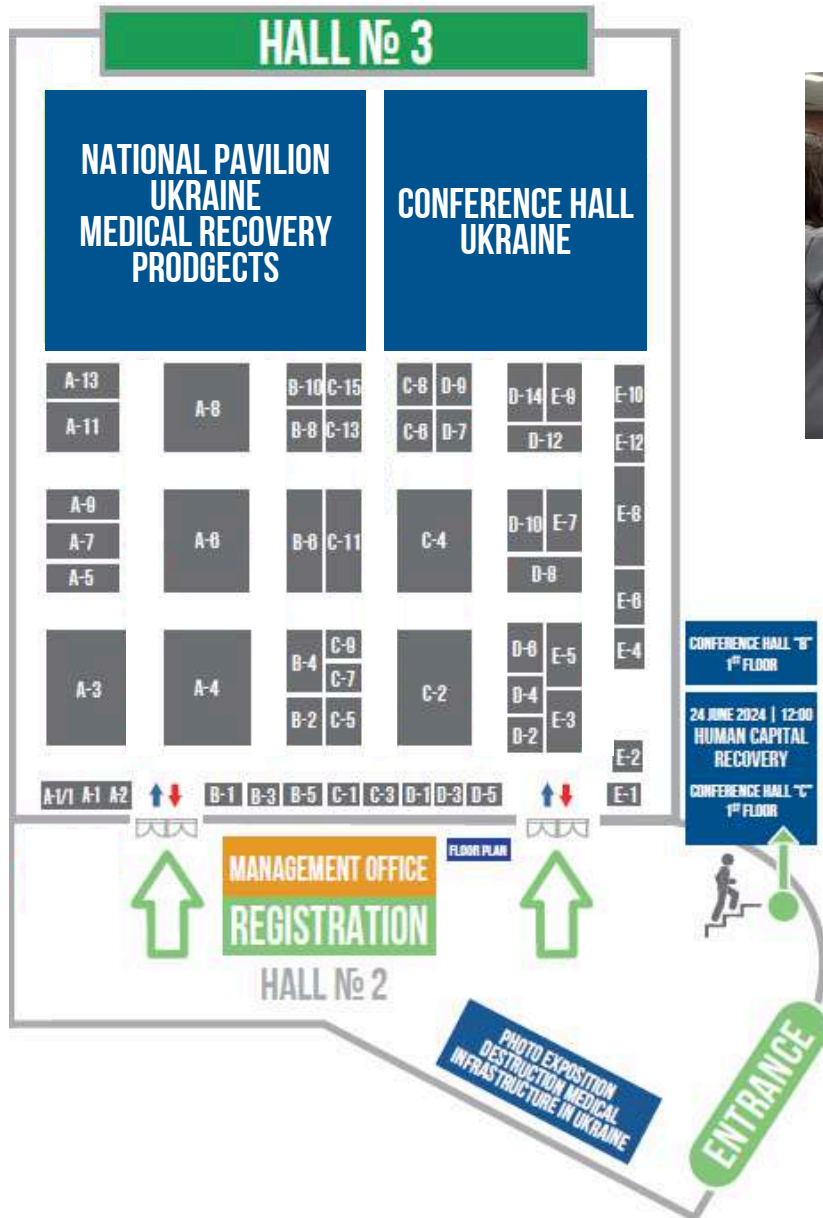 HALL № 3
NATIONAL PAVILION
UKRAINE
MEDICAL RECOVERY
PRODGECTS
CONFERENCE HALL
UKRAINE
A-13
A-11
A-8
B-10 C-15
B-8 C-13
C-8 D-9
C-6 D-7
D-14 E-9
D-12
E-10
E-12
A-9
A-7
A-5
A-6
B-6 C-11
C-4
D-10 E-7
D-8
E-8
E-6
E-4
A-3
A-4
B-4
C-9
C-7
B-2 C-5
C-2
D-6
D-4
D-2
E-5
E-3
E-2
A-1/1 A-1 A-2
B-1 B-3 B-5 C-1 C-3 D-1 D-3 D-5
E-1
CONFERENCE HALL "B"
1ST FLOOR
24 JUNE 2024 | 12:00
HUMAN CAPITAL
RECOVERY
CONFERENCE HALL "C"
1ST FLOOR
MANAGEMENT OFFICE
FLOOR PLAN
REGISTRATION
HALL № 2
PHOTO EXPOSITION
DESTRUCTION MEDICAL
INFRASTRUCTURE IN UKRAINE
ENTRANCE